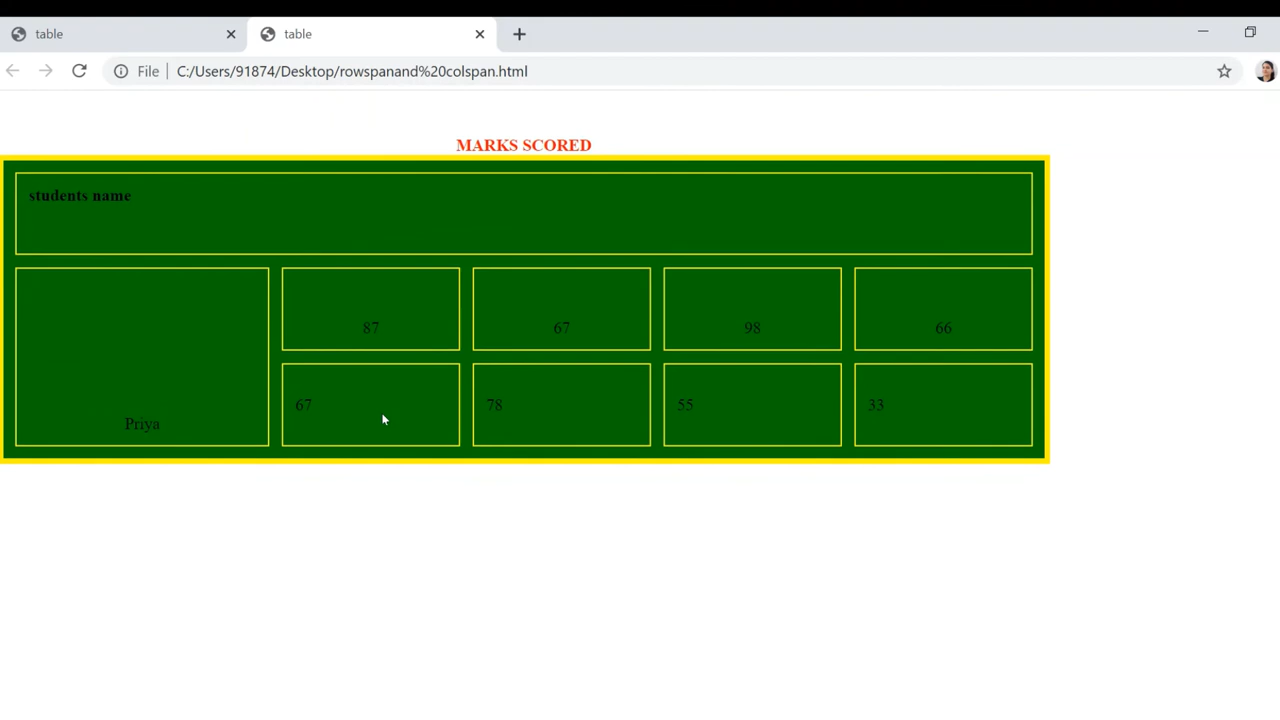 table
table
File
C:/Users/91874/Desktop/rowspanand%20colspan.html
MARKS SCORED
students name
87 67 98 66
67 78 55 33
Priya